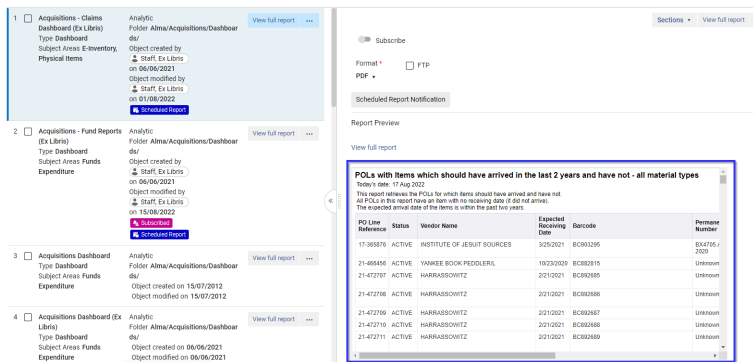 1 Acquisitions - Claims Dashboard (Ex Libris)
Type Dashboard
Subject Areas E-Inventory, Physical Items
Analytic
Folder Alma/Acquisitions/Dashboards/
Object created by
Staff, Ex Libris
on 06/06/2021
Object modified by
Staff, Ex Libris
on 01/08/2022
Scheduled Report
View full report
2 Acquisitions - Fund Reports (Ex Libris)
Type Dashboard
Subject Areas Funds Expenditure
Analytic
Folder Alma/Acquisitions/Dashboards/
Object created by
Staff, Ex Libris
on 06/06/2021
Object modified by
Staff, Ex Libris
on 15/08/2022
Subscribed
Scheduled Report
View full report
3 Acquisitions Dashboard
Type Dashboard
Subject Areas Funds Expenditure
Analytic
Folder Alma/Acquisitions/Dashboards/
Object created on 15/07/2012
Object modified on 15/07/2012
View full report
4 Acquisitions Dashboard (Ex Libris)
Type Dashboard
Subject Areas Funds Expenditure
Analytic
Folder Alma/Acquisitions/Dashboards/
Object created on 06/06/2021
Object modified on 06/06/2021
View full report
Sections View full report
Subscribe
Format * FTP
PDF
Scheduled Report Notification
Report Preview
View full report
POLs with Items which should have arrived in the last 2 years and have not - all material types
Today's date: 17 Aug 2022
This report retrieves the POLs for which items should have arrived and have not.
All POLs in this report have an item with no receiving date (it did not arrive).
The expected arrival date of the items is within the past two years.
PO Line Reference Status Vendor Name Expected Receiving Date Barcode Permane Number
17-365876 ACTIVE INSTITUTE OF JESUIT SOURCES 3/25/2021 BC903295 BX4705. 2020
21-466456 ACTIVE YANKEE BOOK PEDDLER/L 10/23/2020 BC882815 Unknown
21-472707 ACTIVE HARRASSOWITZ 2/21/2021 BC892685 Unknown
21-472708 ACTIVE HARRASSOWITZ 2/21/2021 BC892686 Unknown
21-472709 ACTIVE HARRASSOWITZ 2/21/2021 BC892687 Unknown
21-472710 ACTIVE HARRASSOWITZ 2/21/2021 BC892688 Unknown
21-472711 ACTIVE HARRASSOWITZ 2/21/2021 BC892689 Unknown